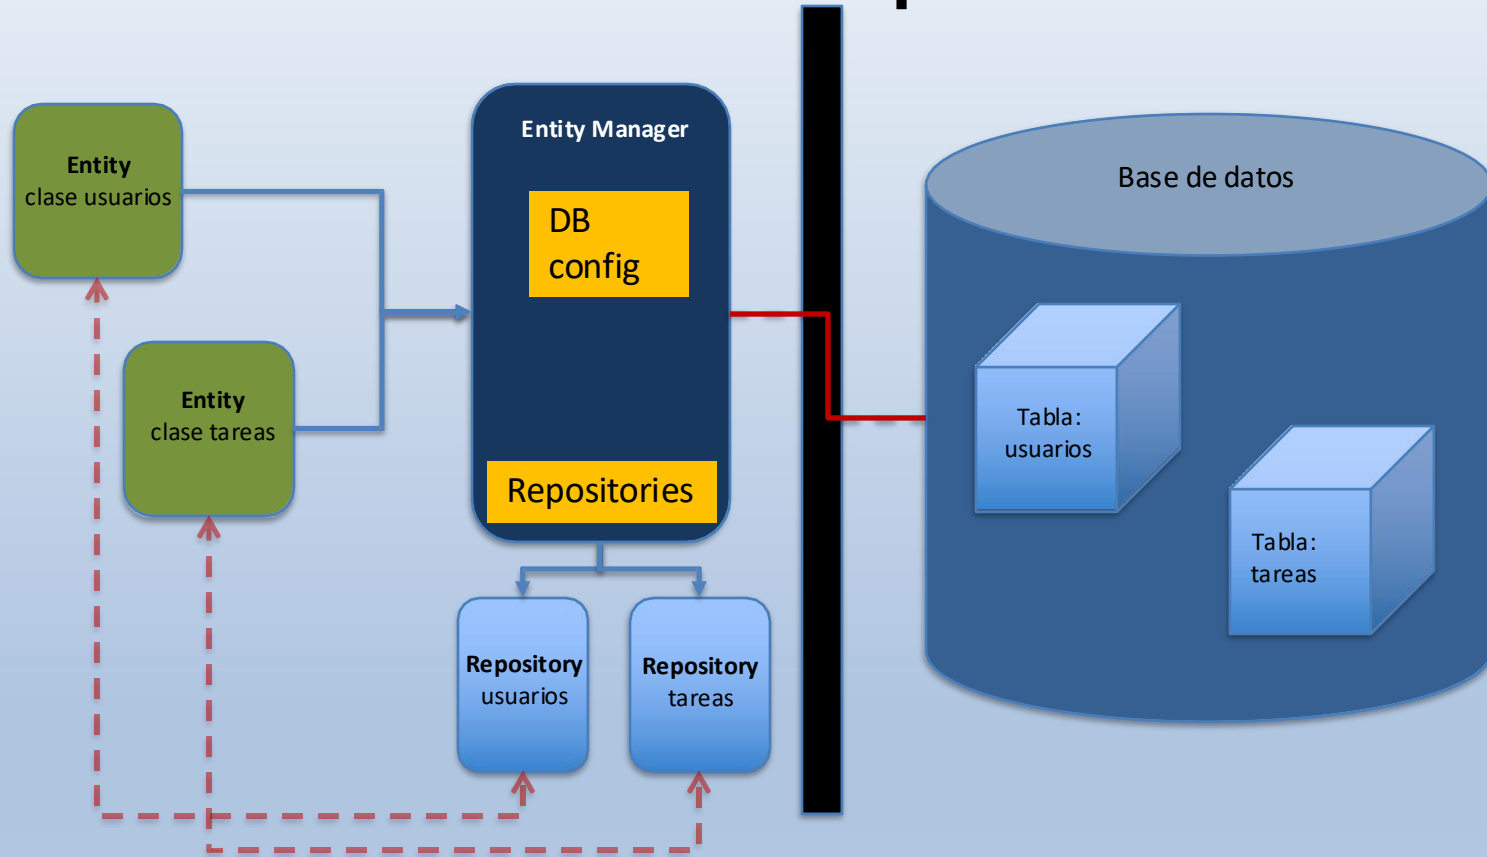 Entity
clase usuarios
Entity
clase tareas
Entity Manager
DB
config
Repositories
Repository
usuarios
Repository
tareas
Base de datos
Tabla:
usuarios
Tabla:
tareas